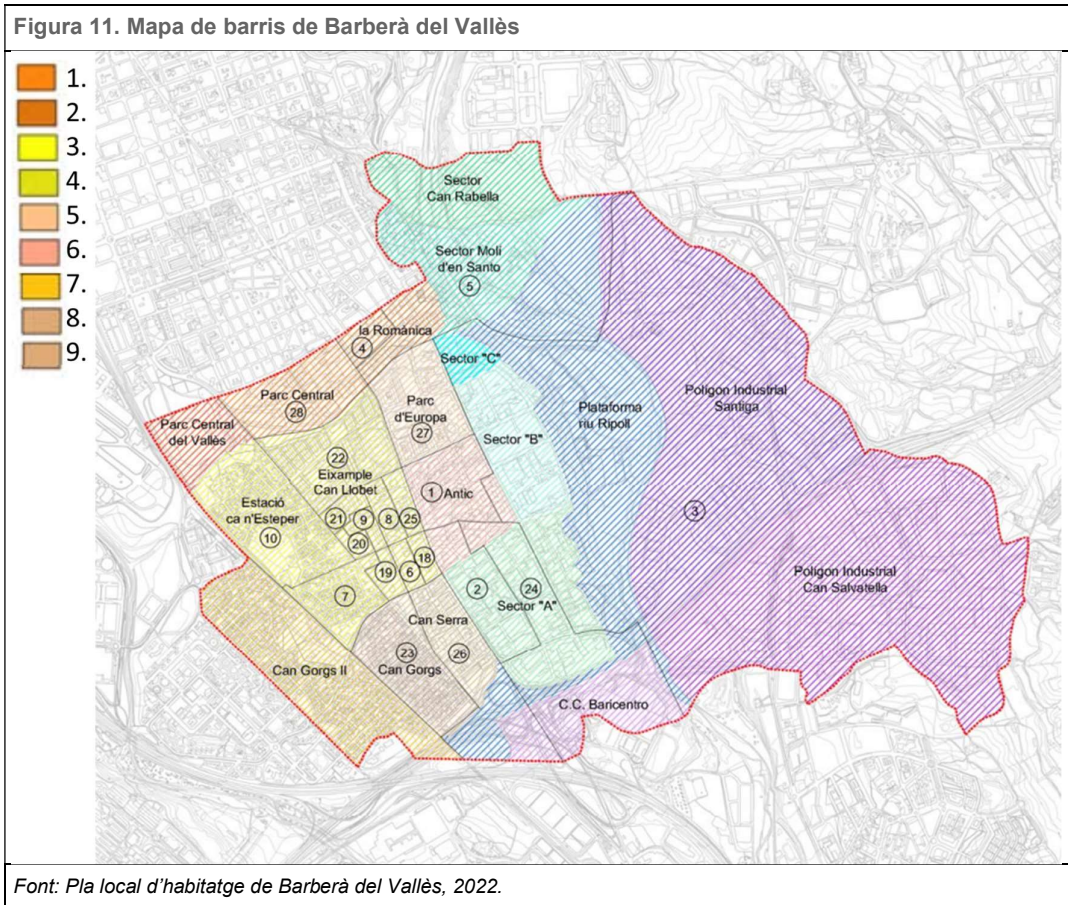 Figura 11. Mapa de barris de Barberà del Vallès
1.
2.
3.
4.
5.
6.
7.
8.
9.
Sector
Can Rabella
Sector Moli
d'en Santo
5
la Romànica
4
Sector "C"
Parc Central
28
Parc
d'Europa
27
Plataforma
riu Ripoll
Poligon Industrial
Santiga
Parc Central
del Vallès
Sector "B"
22
Eixample
Can Llobet
1 Antic
Estació
ca n'Esteper
10
21
9
8
25
20
3
18
19
6
7
2
24
Sector "A"
Poligon Industrial
Can Salvatella
Can Serra
26
23
Can Gorgs
Can Gorgs II
C.C. Baricentro
Font: Pla local d’habitatge de Barberà del Vallès, 2022.